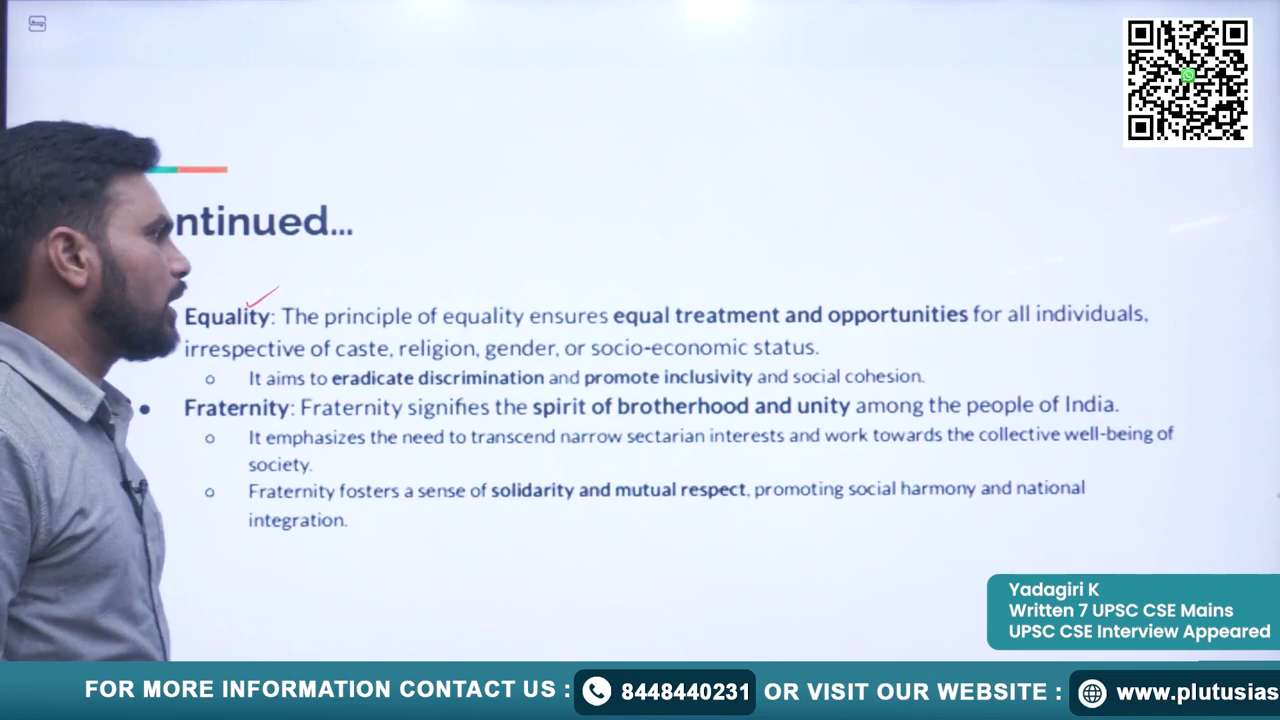 ntinued...
Equality: The principle of equality ensures equal treatment and opportunities for all individuals,
irrespective of caste, religion, gender, or socio-economic status.
o It aims to eradicate discrimination and promote inclusivity and social cohesion.
● Fraternity: Fraternity signifies the spirit of brotherhood and unity among the people of India.
o It emphasizes the need to transcend narrow sectarian interests and work towards the collective well-being of
society.
o Fraternity fosters a sense of solidarity and mutual respect, promoting social harmony and national
integration.
Yadagiri K
Written 7 UPSC CSE Mains
UPSC CSE Interview Appeared
FOR MORE INFORMATION CONTACT US : 8448440231 OR VISIT OUR WEBSITE : www.plutusias